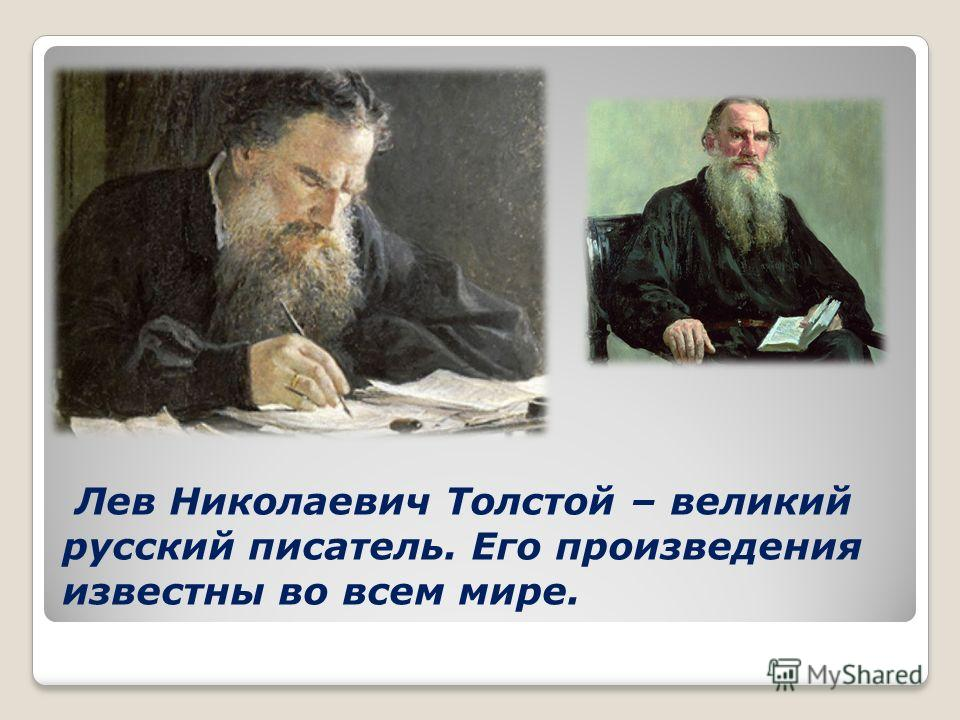 Лев Николаевич Толстой – великий
русский писатель. Его произведения
известны во всем мире.
MyShared